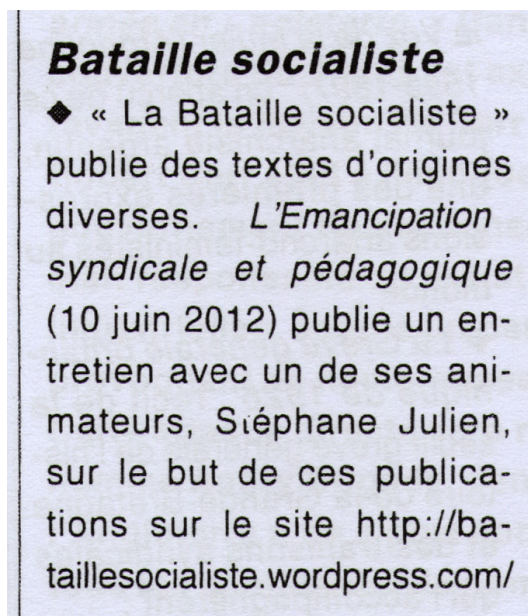 Bataille socialiste
◆ « La Bataille socialiste »
publie des textes d'origines
diverses. L'Emancipation
syndicale et pédagogique
(10 juin 2012) publie un en-
tretien avec un de ses ani-
mateurs, Stéphane Julien,
sur le but de ces publica-
tions sur le site http://ba-
taillesocialiste.wordpress.com/